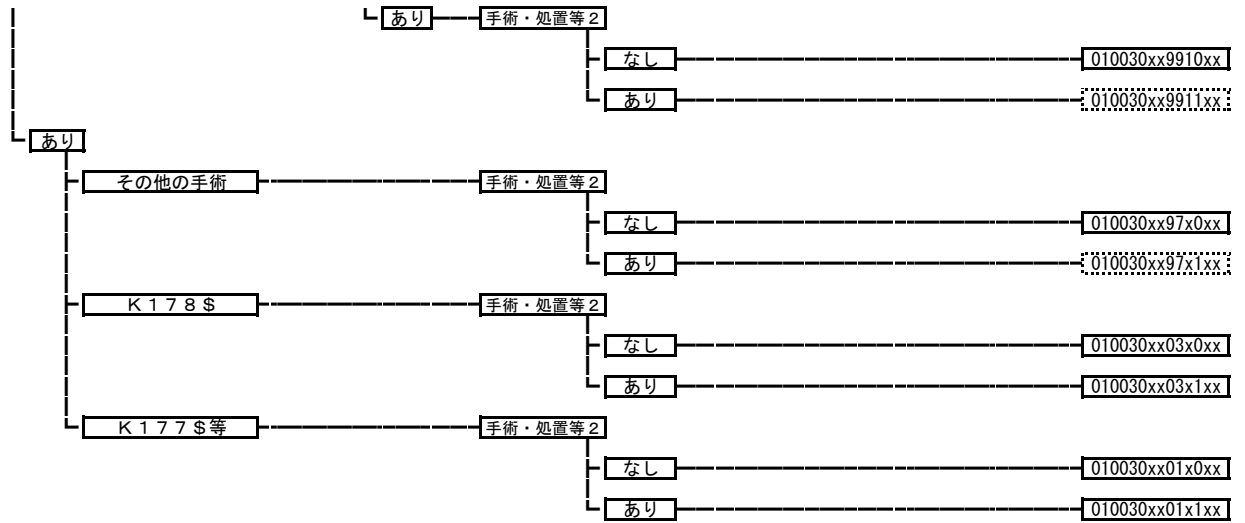 あり 手術・処置等2
なし 010030xx9910xx
あり 010030xx9911xx
あり
その他の手術 手術・処置等2
なし 010030xx97x0xx
あり 010030xx97x1xx
K178$ 手術・処置等2
なし 010030xx03x0xx
あり 010030xx03x1xx
K177$等 手術・処置等2
なし 010030xx01x0xx
あり 010030xx01x1xx